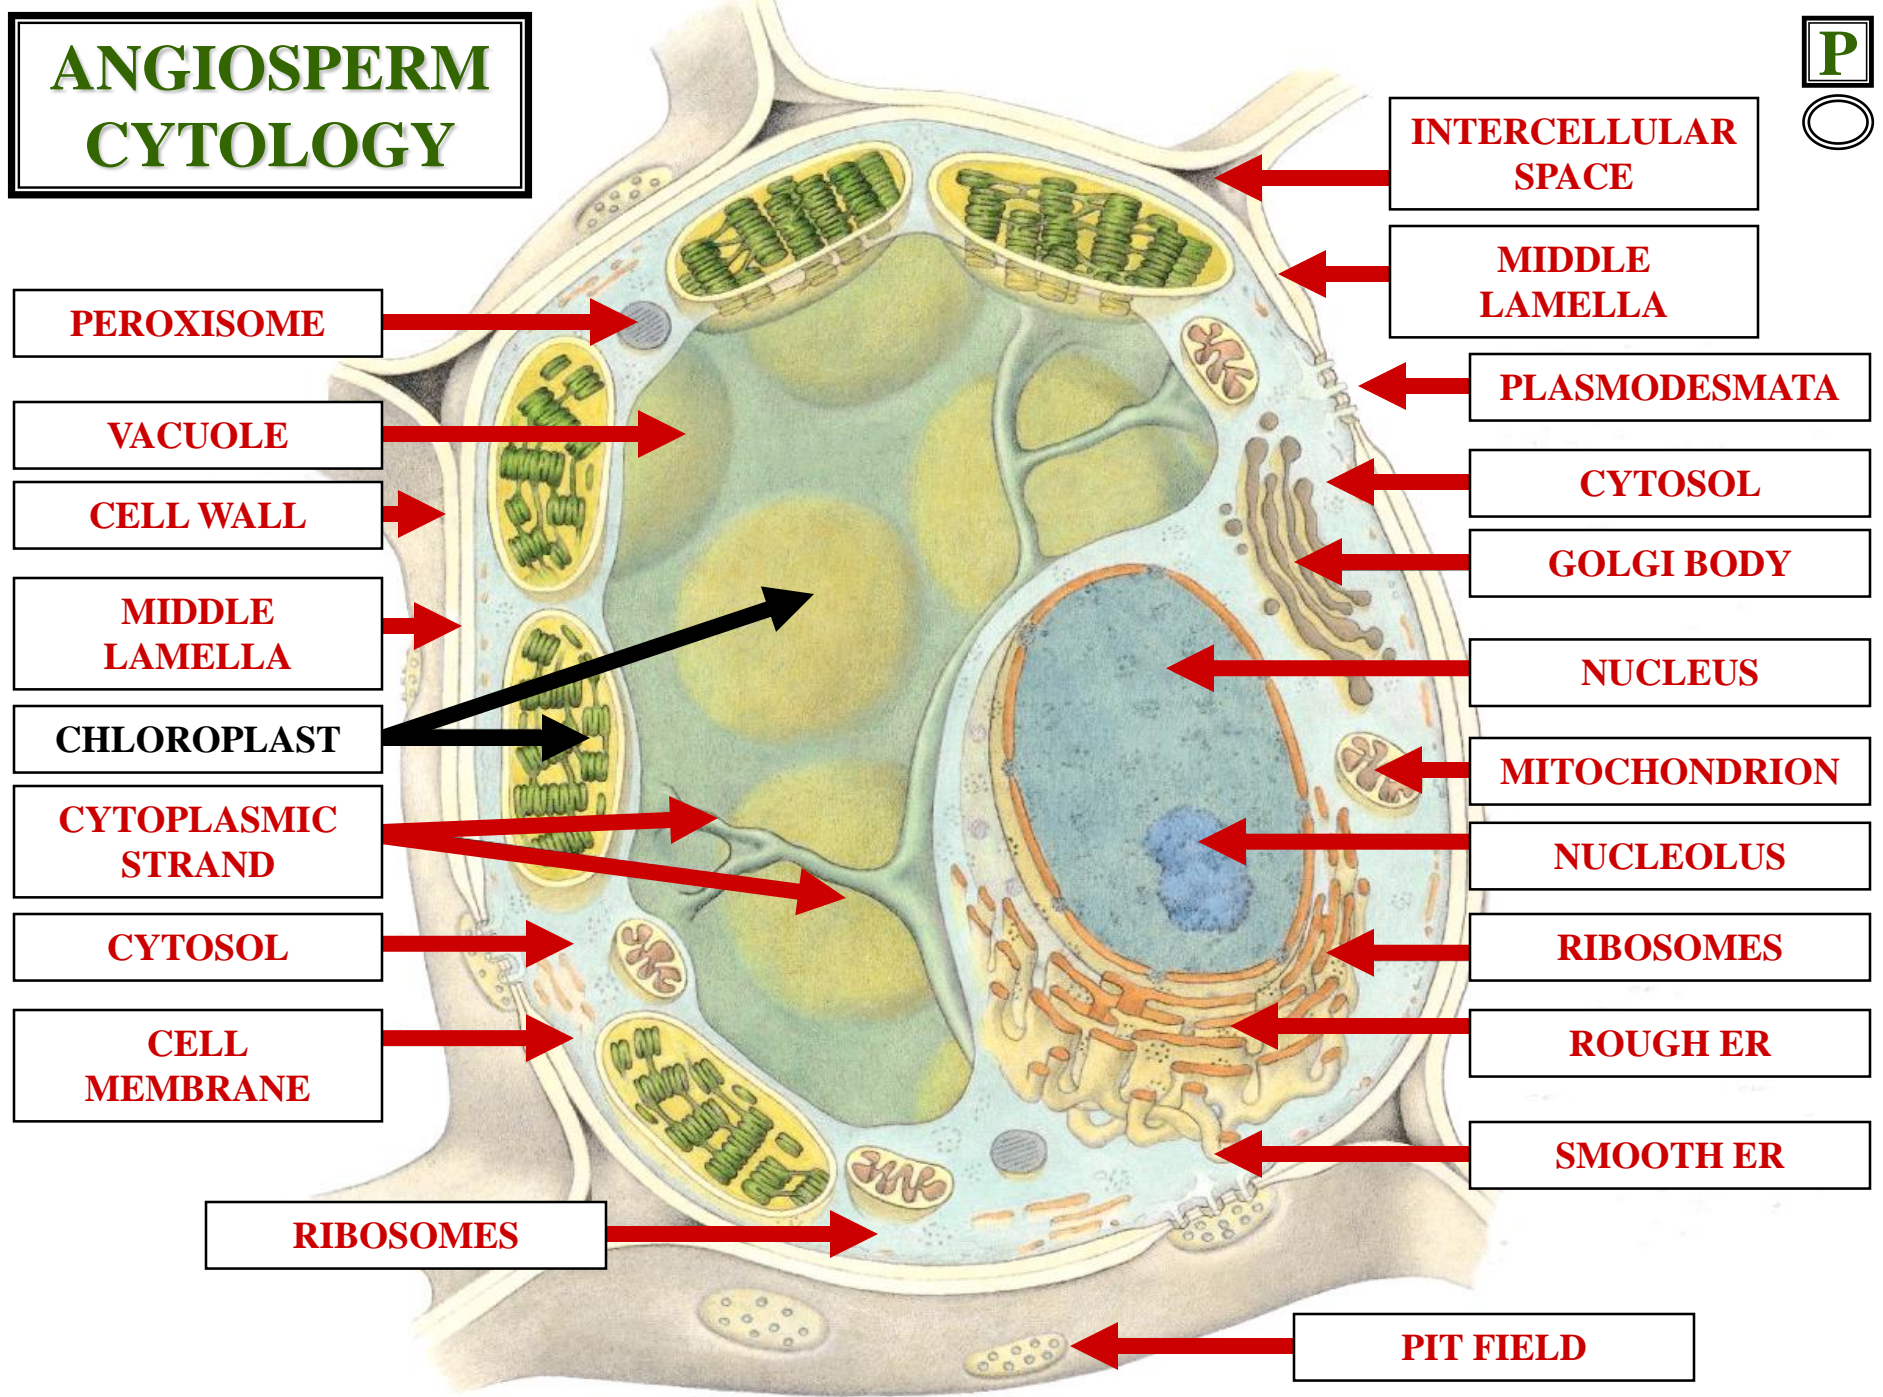 ANGIOSPERM
CYTOLOGY
P
INTERCELLULAR
SPACE
MIDDLE
LAMELLA
PEROXISOME
PLASMODESMATA
VACUOLE
CYTOSOL
CELL WALL
GOLGI BODY
MIDDLE
LAMELLA
NUCLEUS
CHLOROPLAST
MITOCHONDRION
CYTOPLASMIC
STRAND
NUCLEOLUS
CYTOSOL
RIBOSOMES
CELL
MEMBRANE
ROUGH ER
SMOOTH ER
RIBOSOMES
PIT FIELD